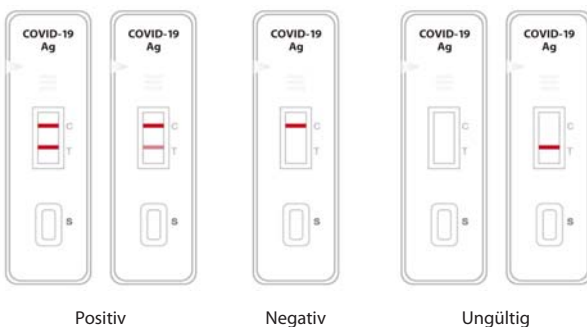 COVID-19
Ag
C
T
S
COVID-19
Ag
C
T
S
COVID-19
Ag
C
T
S
COVID-19
Ag
C
T
S
COVID-19
Ag
C
T
S
Positiv
Negativ
Ungültig